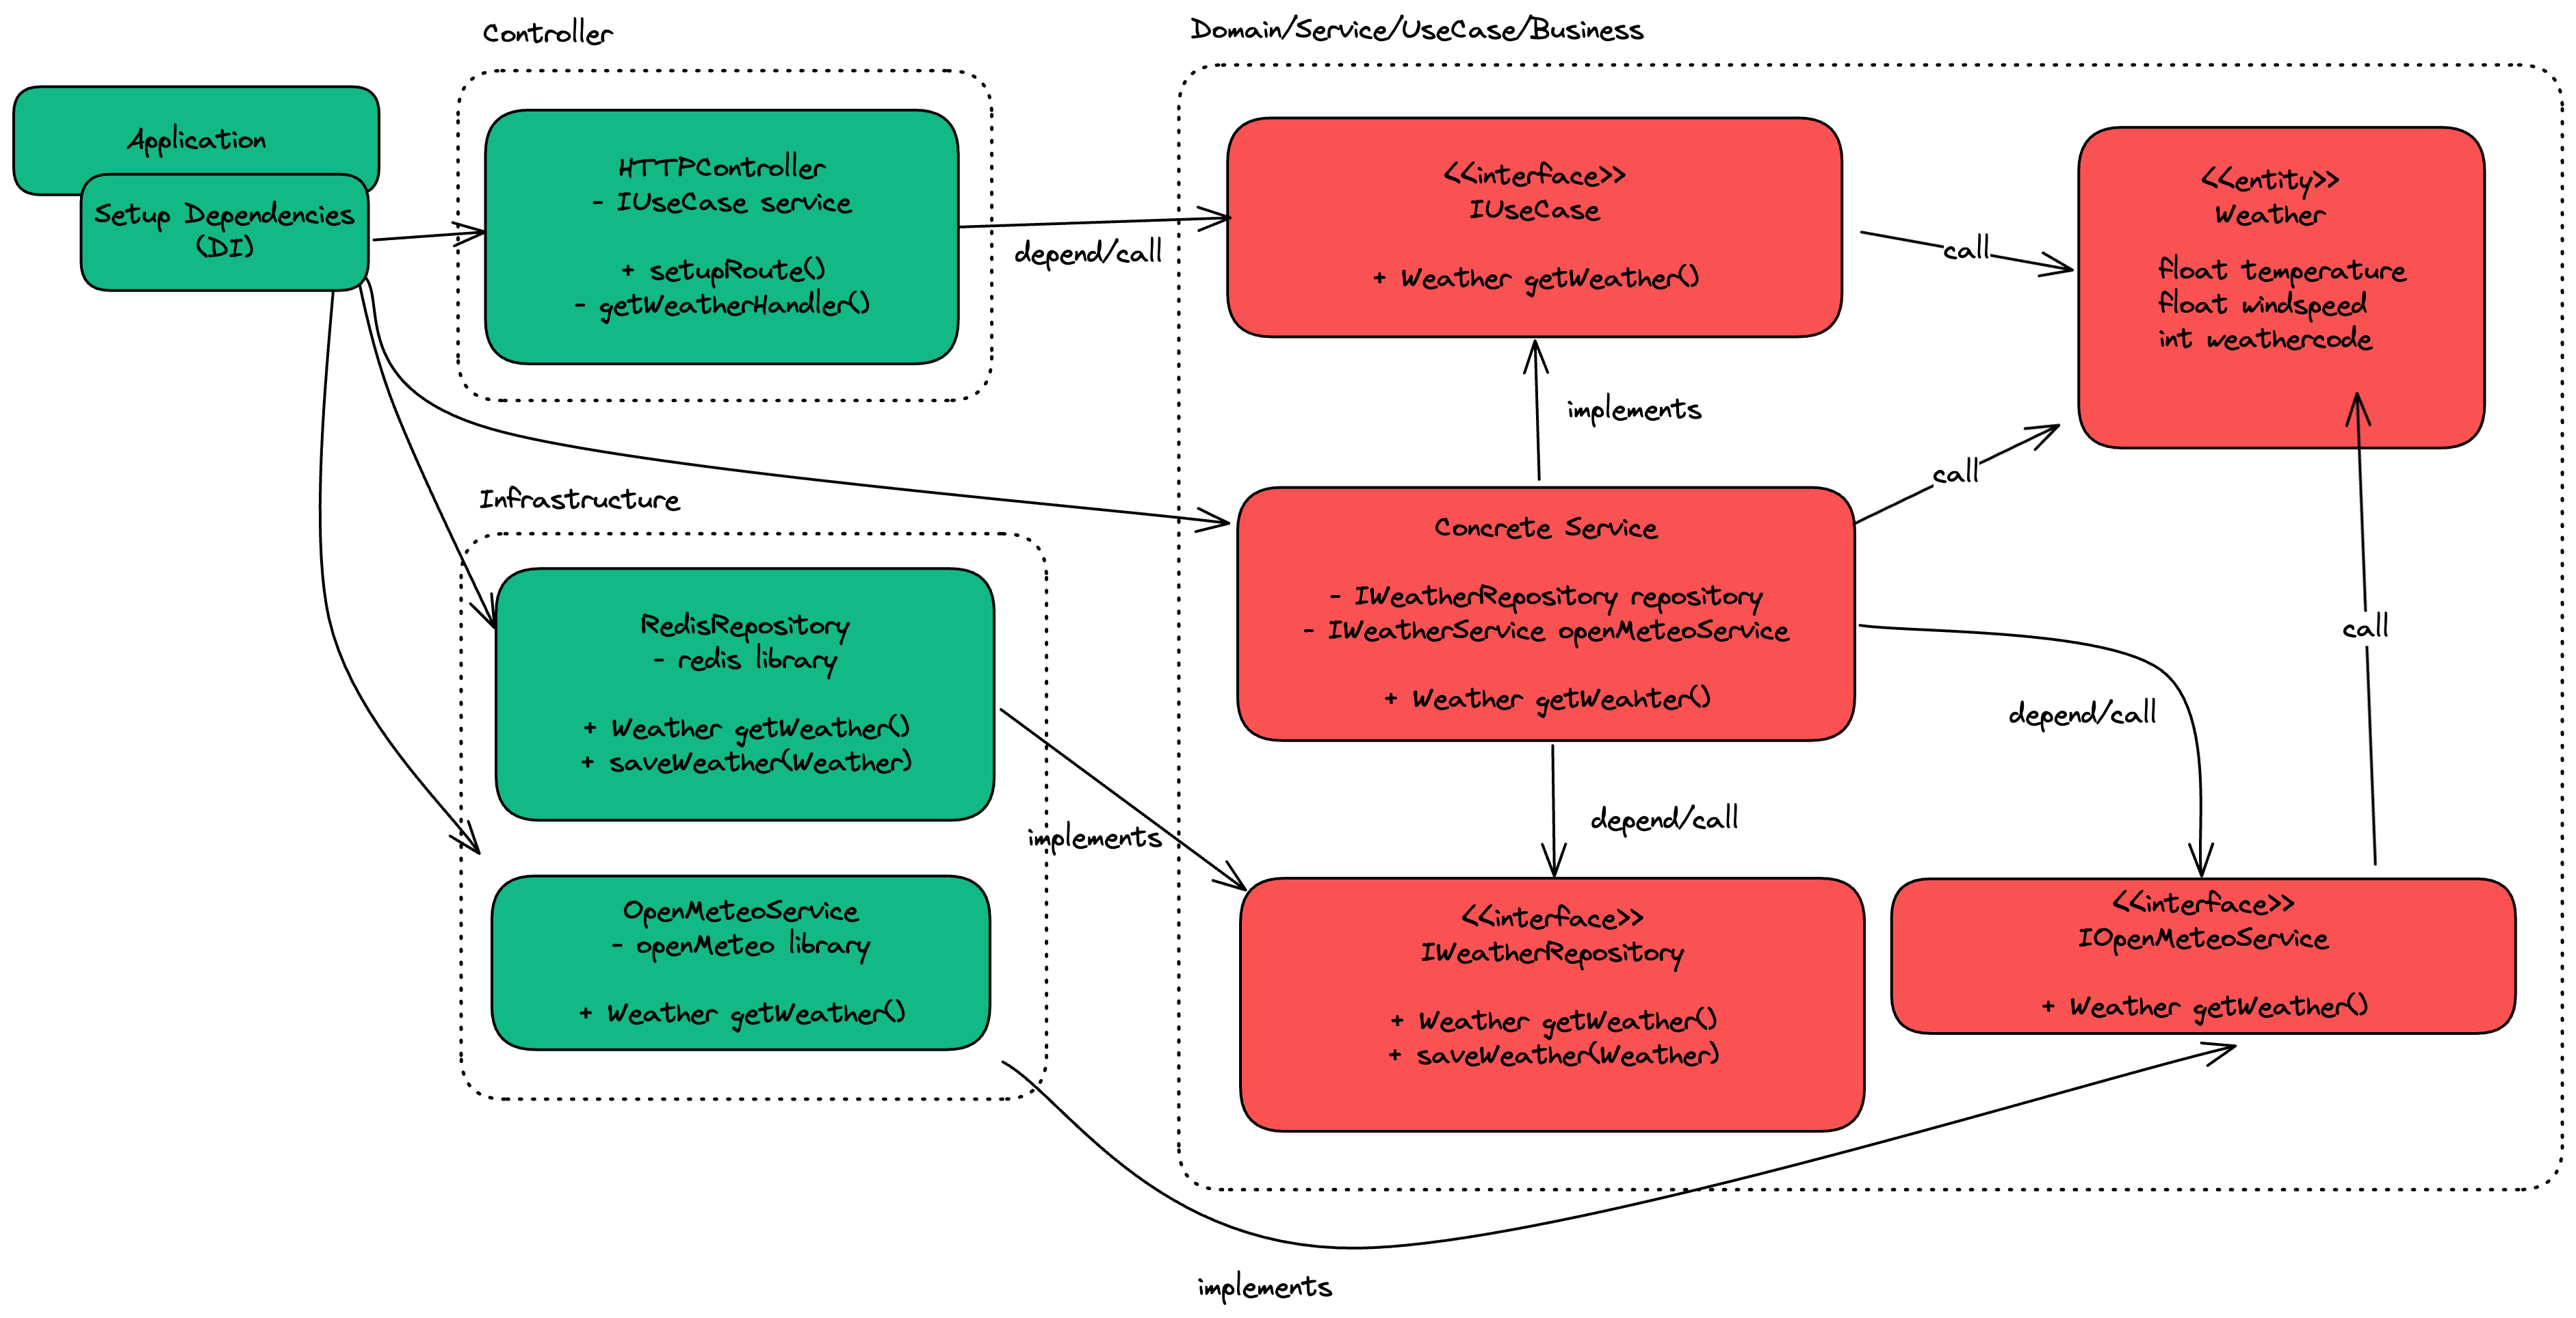 Controller
Domain/Service/UseCase/Business
Application
Setup Dependencies
(DI)
HTTPController
- IUseCase service
+ setupRoute()
- getWeatherHandler()
depend/call
<<interface>>
IUseCase
+ Weather getWeather()
call
<<entity>>
Weather
float temperature
float windspeed
int weathercode
implements
call
Infrastructure
Concrete Service
- IWeatherRepository repository
- IWeatherService openMeteoService
+ Weather getWeahter()
call
RedisRepository
- redis library
+ Weather getWeather()
+ saveWeather(Weather)
depend/call
depend/call
implements
OpenMeteoService
- openMeteo library
+ Weather getWeather()
<<interface>>
IWeatherRepository
+ Weather getWeather()
+ saveWeather(Weather)
<<interface>>
IOpenMeteoService
+ Weather getWeather()
implements